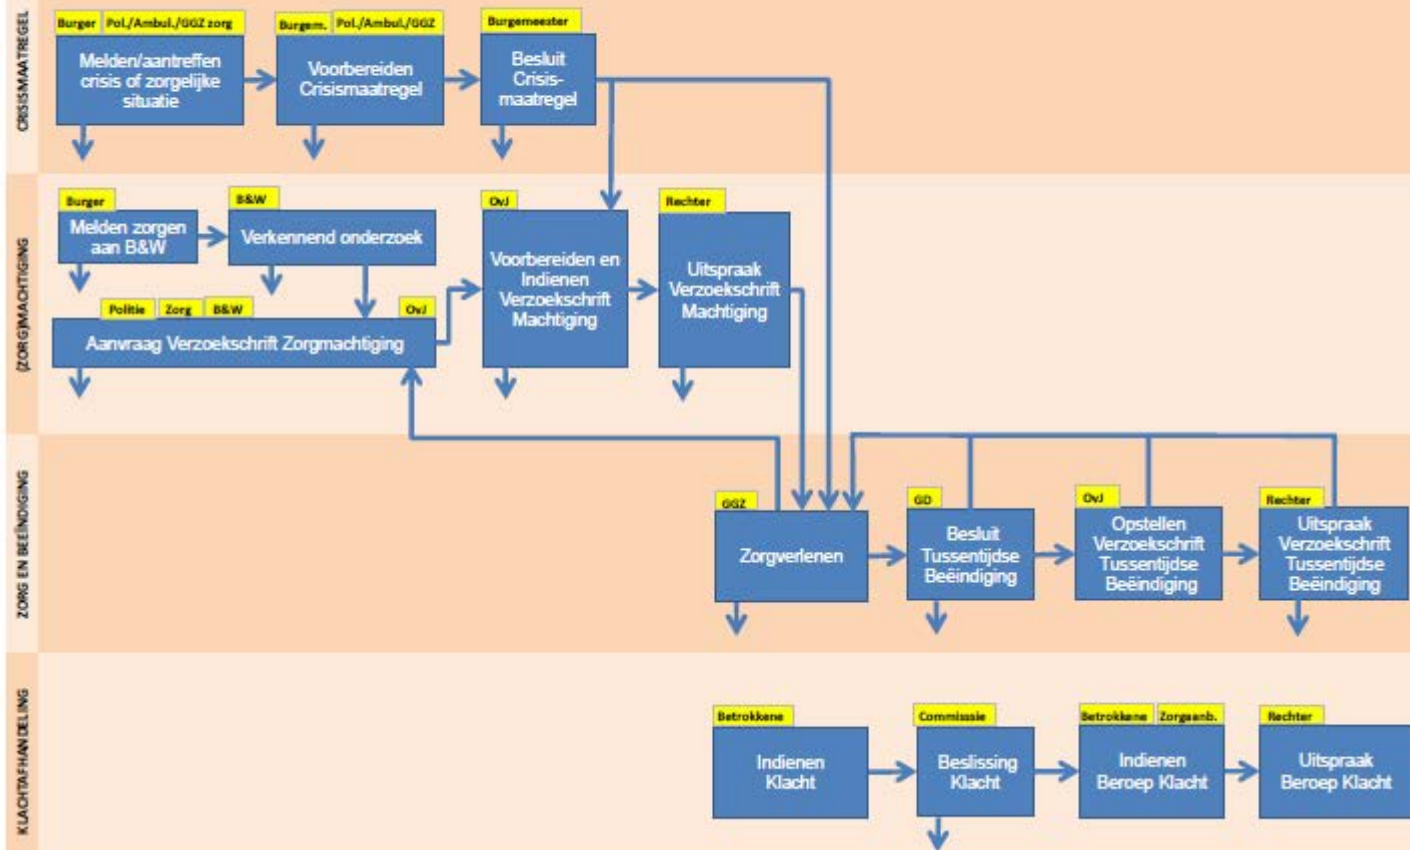 CRISISMAATREGEL
Burger Pol./Ambul./GGZ zorg
Melden/aantreffen
crisis of zorgelijke
situatie
Burgem. Pol./Ambul./GGZ
Voorbereiden
Crisismaatregel
Burgemeester
Besluit
Crisis-
maatregel
(ZORG)MACHTIGING
Burger
Melden zorgen
aan B&W
B&W
Verkennend onderzoek
Politie Zorg B&W OvJ
Aanvraag Verzoekschrift Zorgmachtiging
OvJ
Voorbereiden en
Indienen
Verzoekschrift
Machtiging
Rechter
Uitspraak
Verzoekschrift
Machtiging
ZORG EN BEËINDIGING
GGZ
Zorgverlenen
GD
Besluit
Tussentijdse
Beëindiging
OvJ
Opstellen
Verzoekschrift
Tussentijdse
Beëindiging
Rechter
Uitspraak
Verzoekschrift
Tussentijdse
Beëindiging
KLACHTAFHANDELING
Betrokkene
Indienen
Klacht
Commisssie
Beslissing
Klacht
Betrokkene Zorgaanb.
Indienen
Beroep Klacht
Rechter
Uitspraak
Beroep Klacht